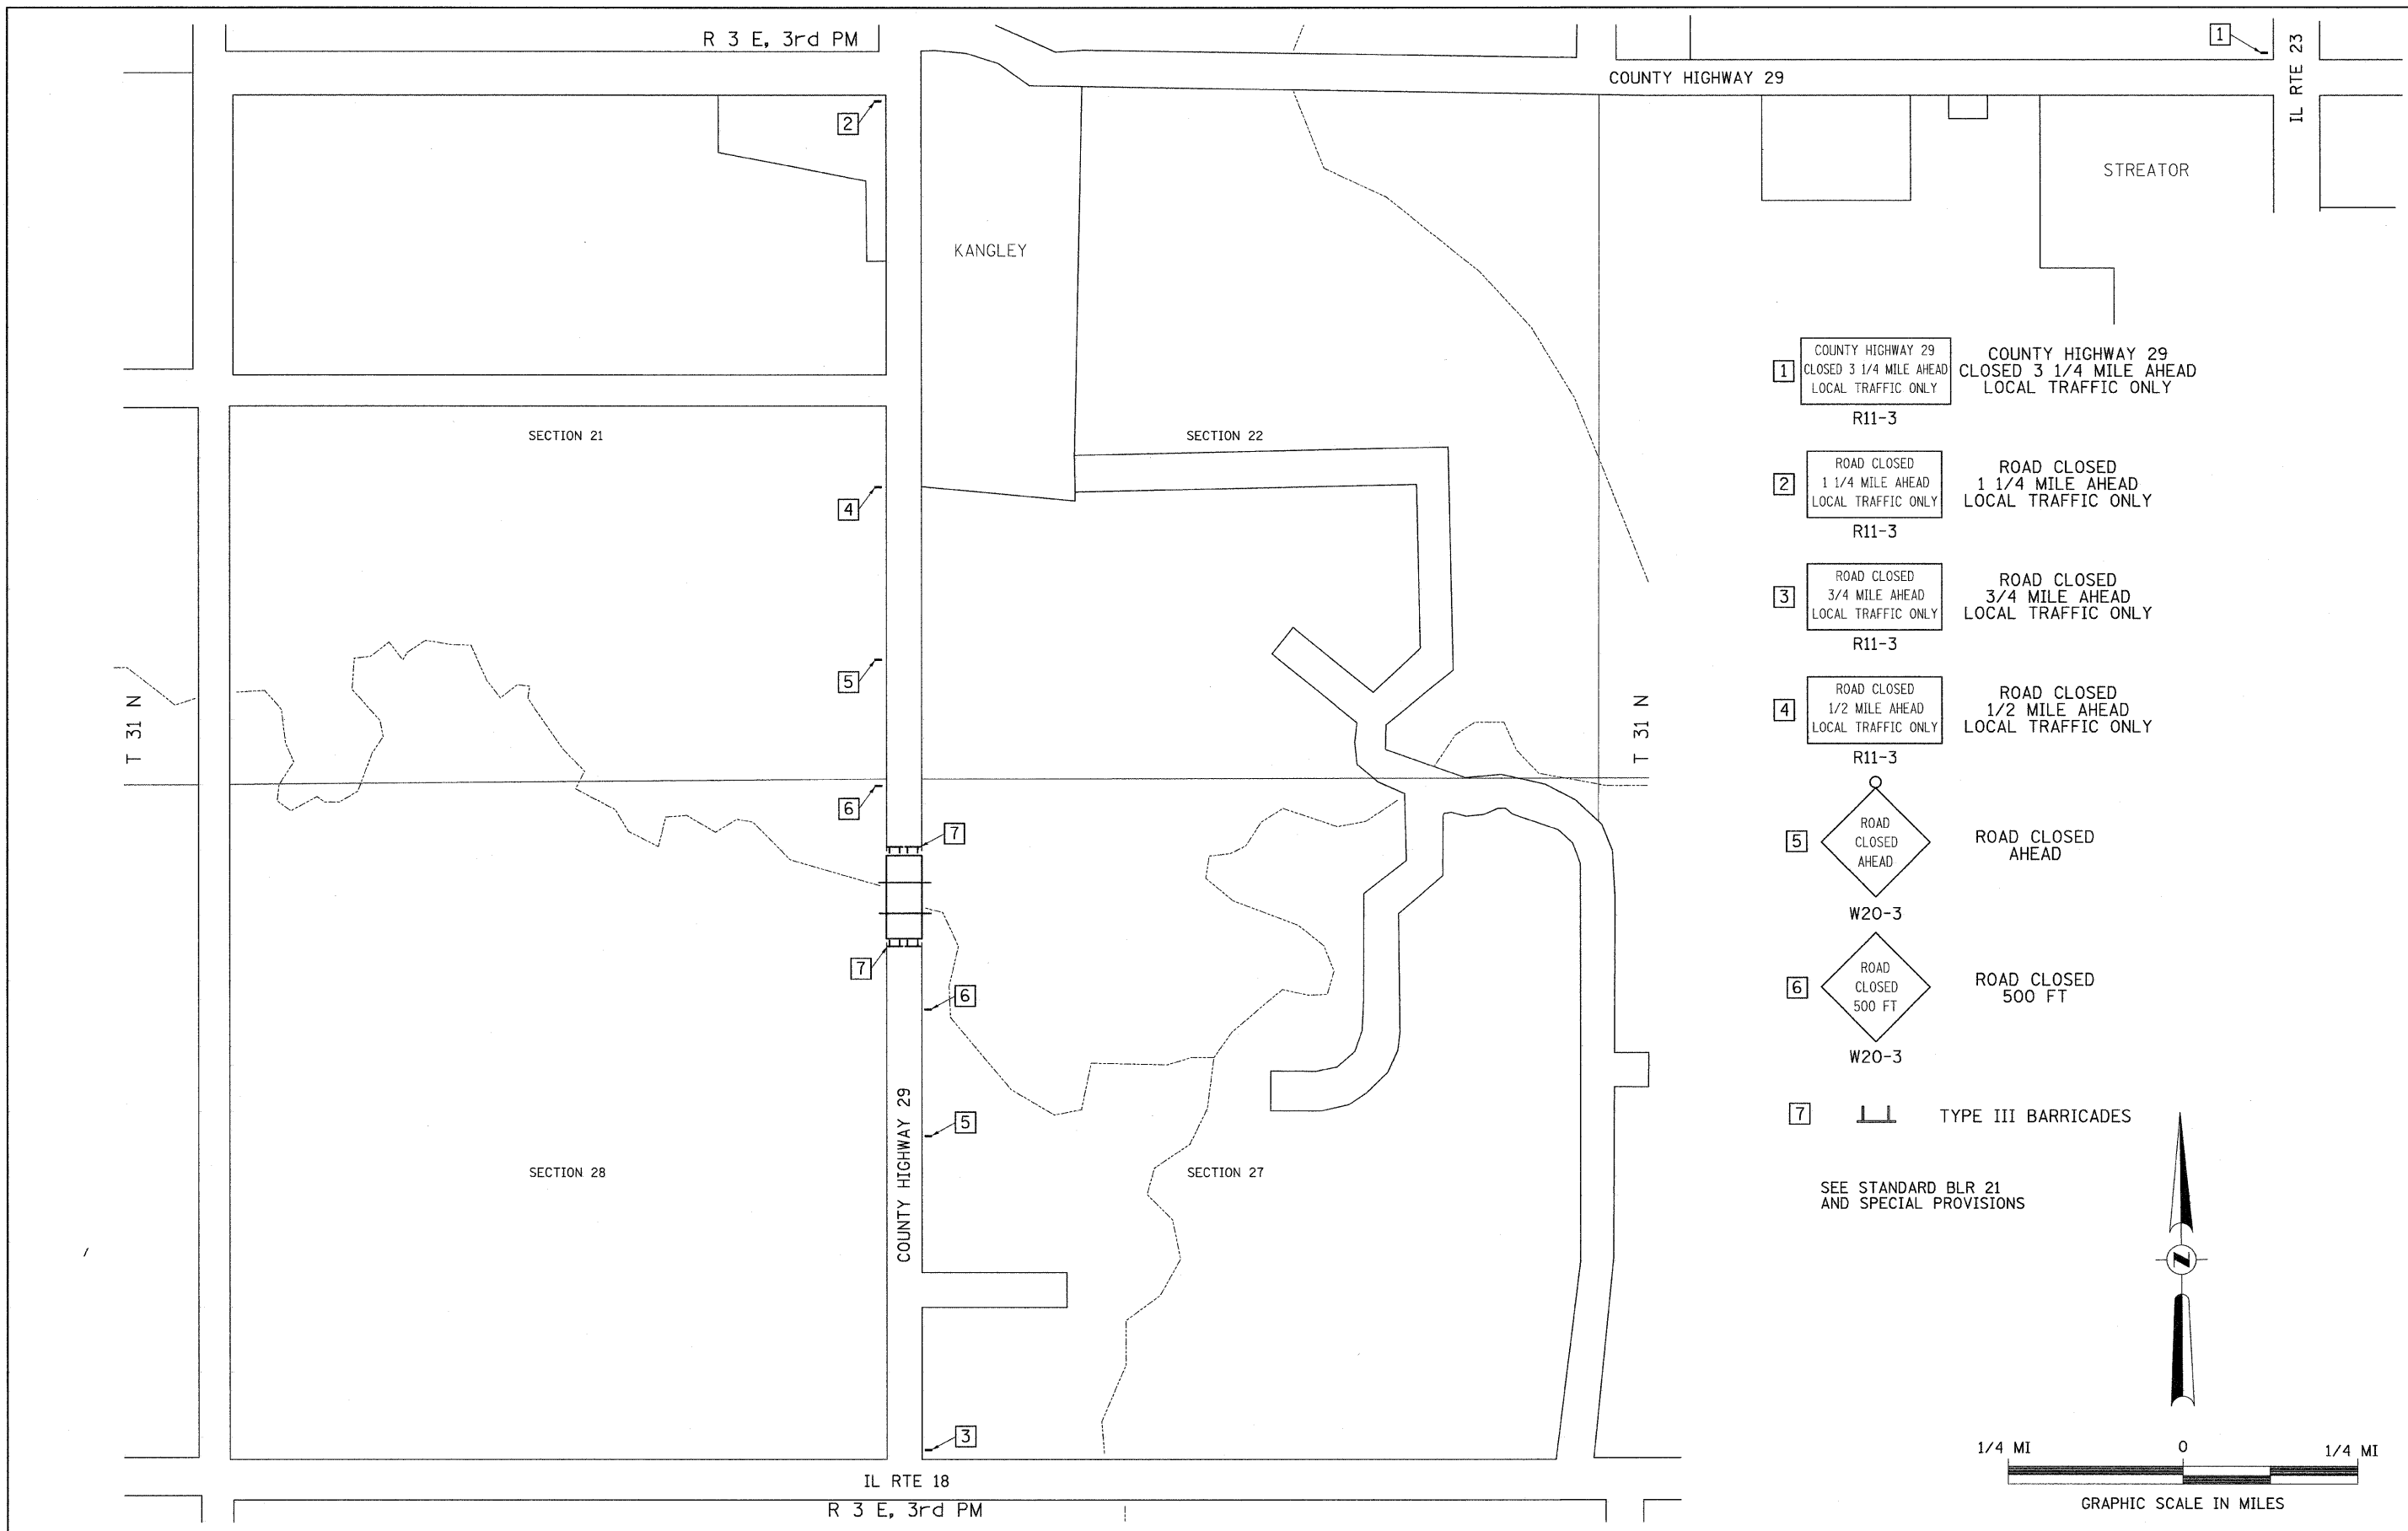 R 3 E, 3rd PM
1
IL RTE 23
COUNTY HIGHWAY 29
2
STREATOR
KANGLEY
1
COUNTY HIGHWAY 29
CLOSED 3 1/4 MILE AHEAD
LOCAL TRAFFIC ONLY
R11-3
COUNTY HIGHWAY 29
CLOSED 3 1/4 MILE AHEAD
LOCAL TRAFFIC ONLY
SECTION 21
SECTION 22
2
ROAD CLOSED
1 1/4 MILE AHEAD
LOCAL TRAFFIC ONLY
R11-3
ROAD CLOSED
1 1/4 MILE AHEAD
LOCAL TRAFFIC ONLY
4
3
ROAD CLOSED
3/4 MILE AHEAD
LOCAL TRAFFIC ONLY
R11-3
ROAD CLOSED
3/4 MILE AHEAD
LOCAL TRAFFIC ONLY
5
T 31 N
T 31 N
4
ROAD CLOSED
1/2 MILE AHEAD
LOCAL TRAFFIC ONLY
R11-3
ROAD CLOSED
1/2 MILE AHEAD
LOCAL TRAFFIC ONLY
6
7
5
ROAD
CLOSED
AHEAD
W20-3
ROAD CLOSED
AHEAD
7
6
6
ROAD
CLOSED
500 FT
W20-3
ROAD CLOSED
500 FT
5
COUNTY HIGHWAY 29
7
TYPE III BARRICADES
SECTION 28
SECTION 27
SEE STANDARD BLR 21
AND SPECIAL PROVISIONS
N
3
1/4 MI
0
1/4 MI
GRAPHIC SCALE IN MILES
IL RTE 18
R 3 E, 3rd PM